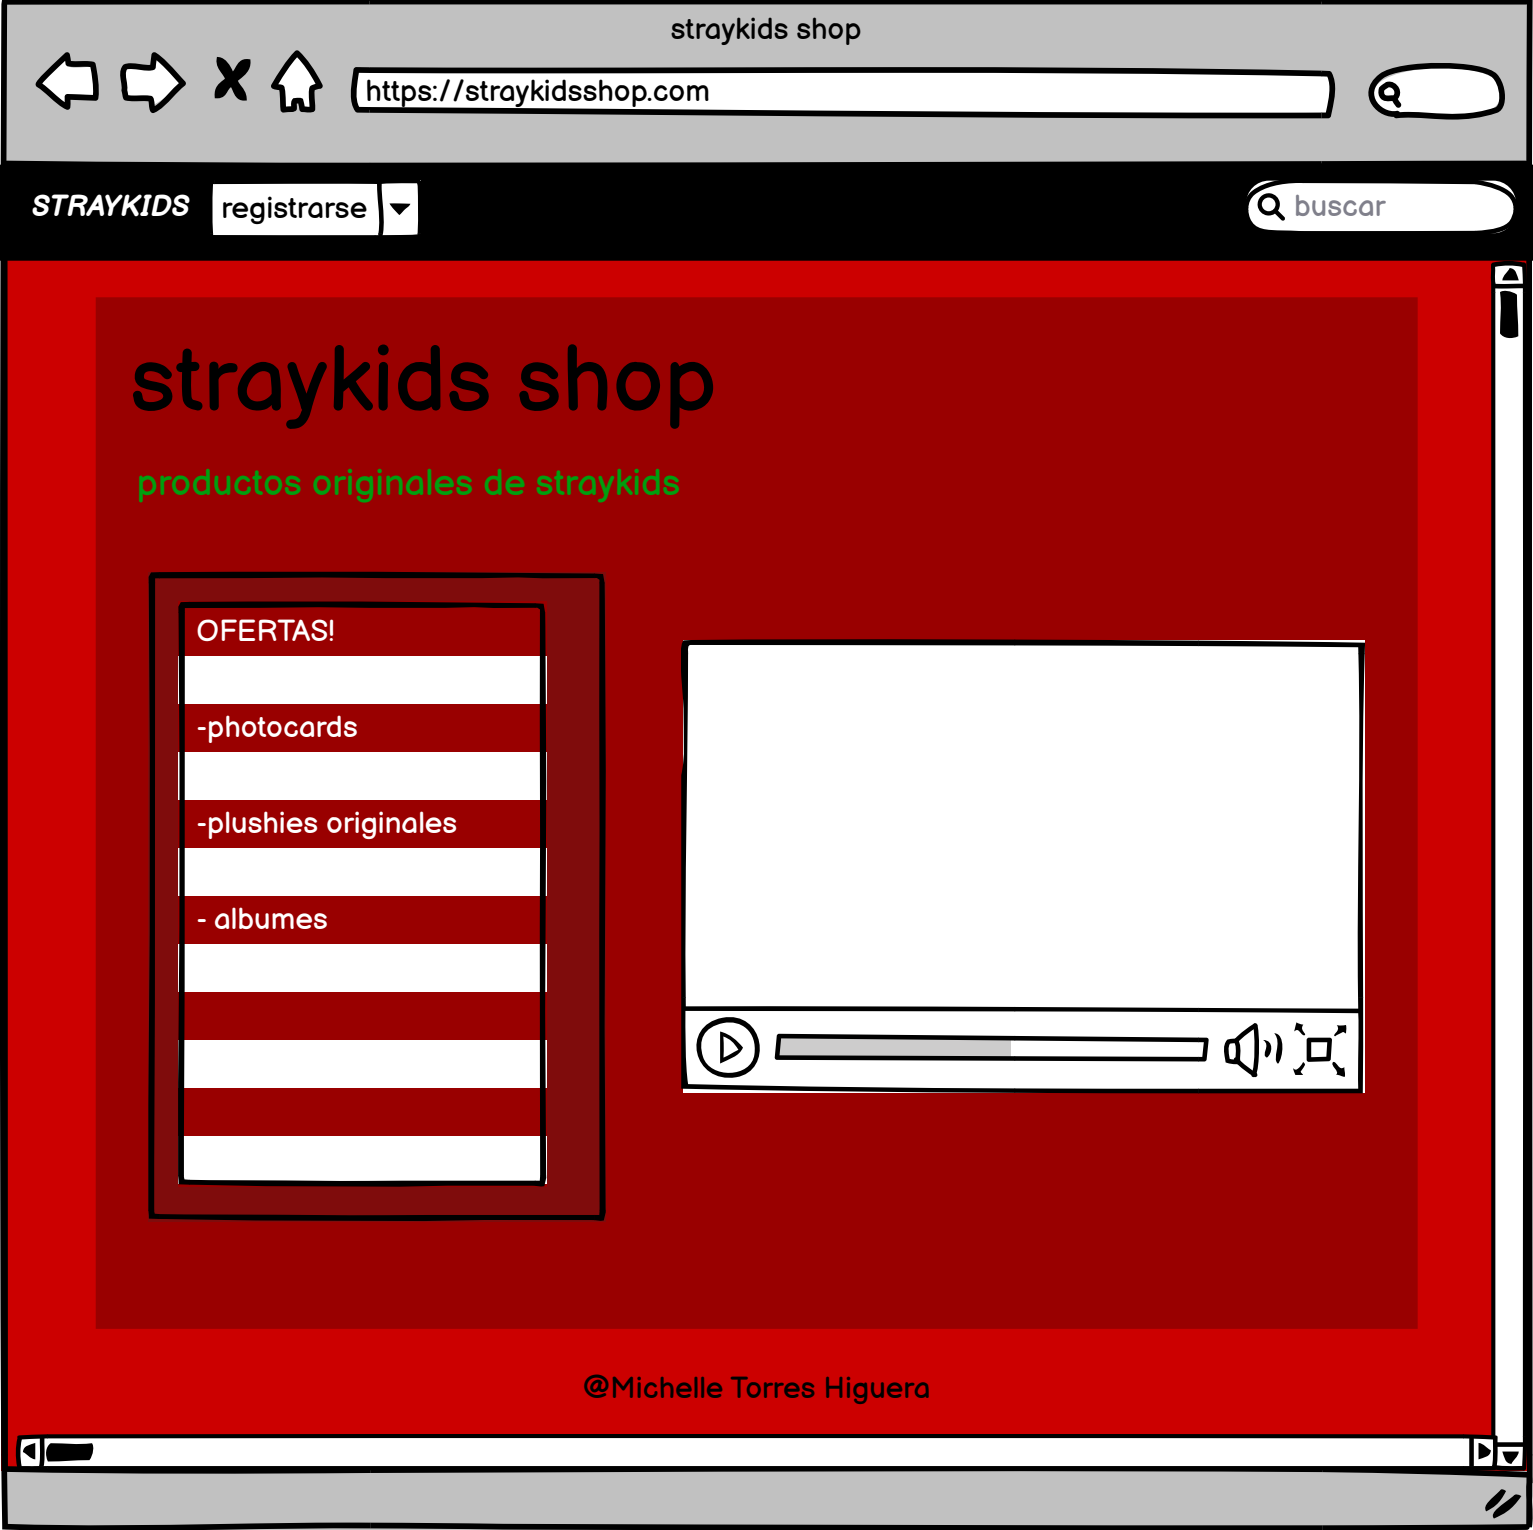 straykids shop
https://straykidsshop.com
STRAYKIDS
registrarse
buscar
straykids shop
productos originales de straykids
OFERTAS!
-photocards
-plushies originales
- albumes
@Michelle Torres Higuera